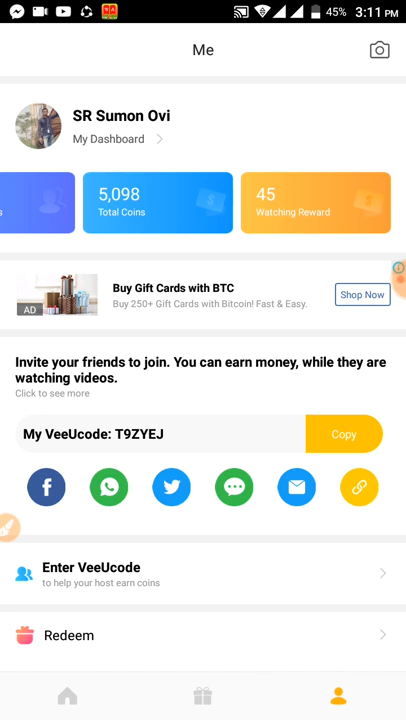 45% 3:11 PM
Me
SR Sumon Ovi
My Dashboard
s
5,098
Total Coins
45
Watching Reward
AD
Buy Gift Cards with BTC
Buy 250+ Gift Cards with Bitcoin! Fast & Easy.
Shop Now
Invite your friends to join. You can earn money, while they are
watching videos.
Click to see more
My VeeUcode: T9ZYEJ
Copy
Enter VeeUcode
to help your host earn coins
Redeem